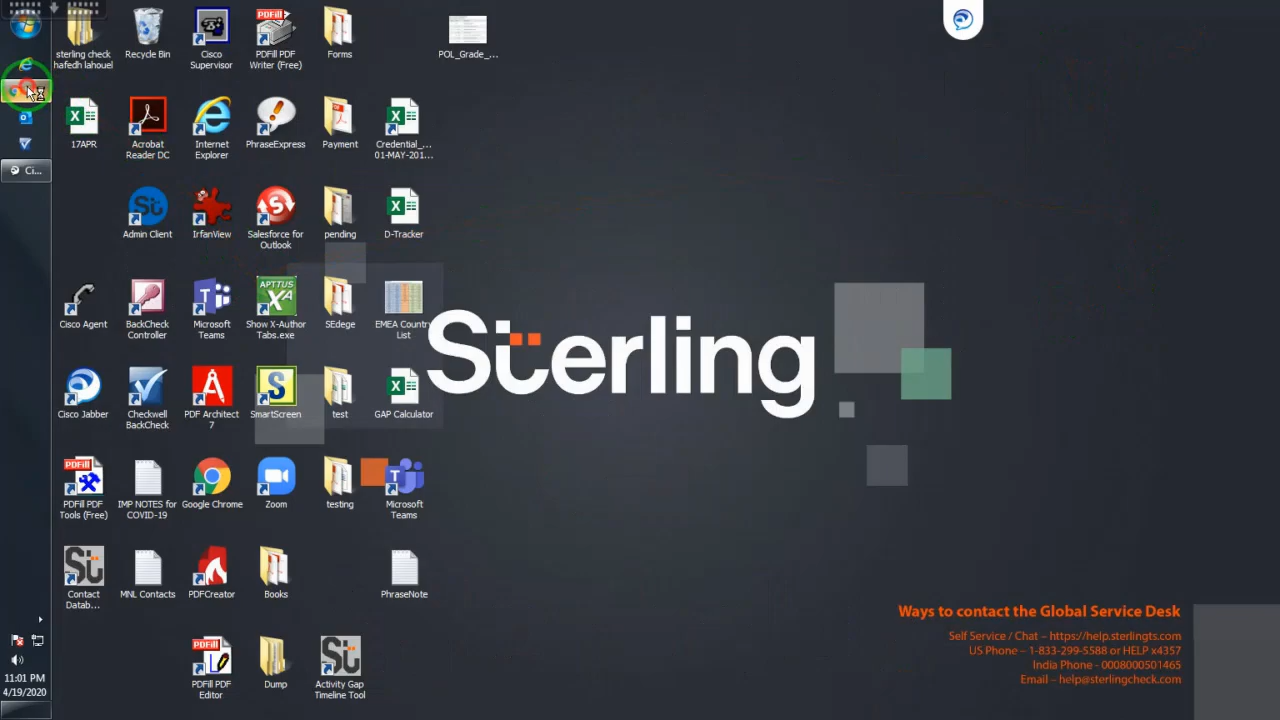 sterling check
hafedh lahouel
Recycle Bin
Cisco
Supervisor
PDFill PDF
Writer (Free)
Forms
POL_Grade_...
17APR
Acrobat
Reader DC
Internet
Explorer
PhraseExpress
Payment
Credential_...
01-MAY-201...
Ci...
Admin Client
IrfanView
Salesforce for
Outlook
pending
D-Tracker
Cisco Agent
BackCheck
Controller
Microsoft
Teams
APTTUS
XA
Show X-Author
Tabs.exe
SEdege
EMEA Country
List
Sterling
Cisco Jabber
Checkwell
BackCheck
PDF Architect
7
SmartScreen
test
GAP Calculator
PDFill PDF
Tools (Free)
IMP NOTES for
COVID-19
Google Chrome
Zoom
testing
Microsoft
Teams
Contact
Datab...
MNL Contacts
PDFCreator
Books
PhraseNote
PDFill PDF
Editor
Dump
Activity Gap
Timeline Tool
Ways to contact the Global Service Desk
Self Service / Chat – https://help.sterlingts.com
US Phone – 1-833-299-5588 or HELP x4357
India Phone - 0008000501465
Email – help@sterlingcheck.com
11:01 PM
4/19/2020